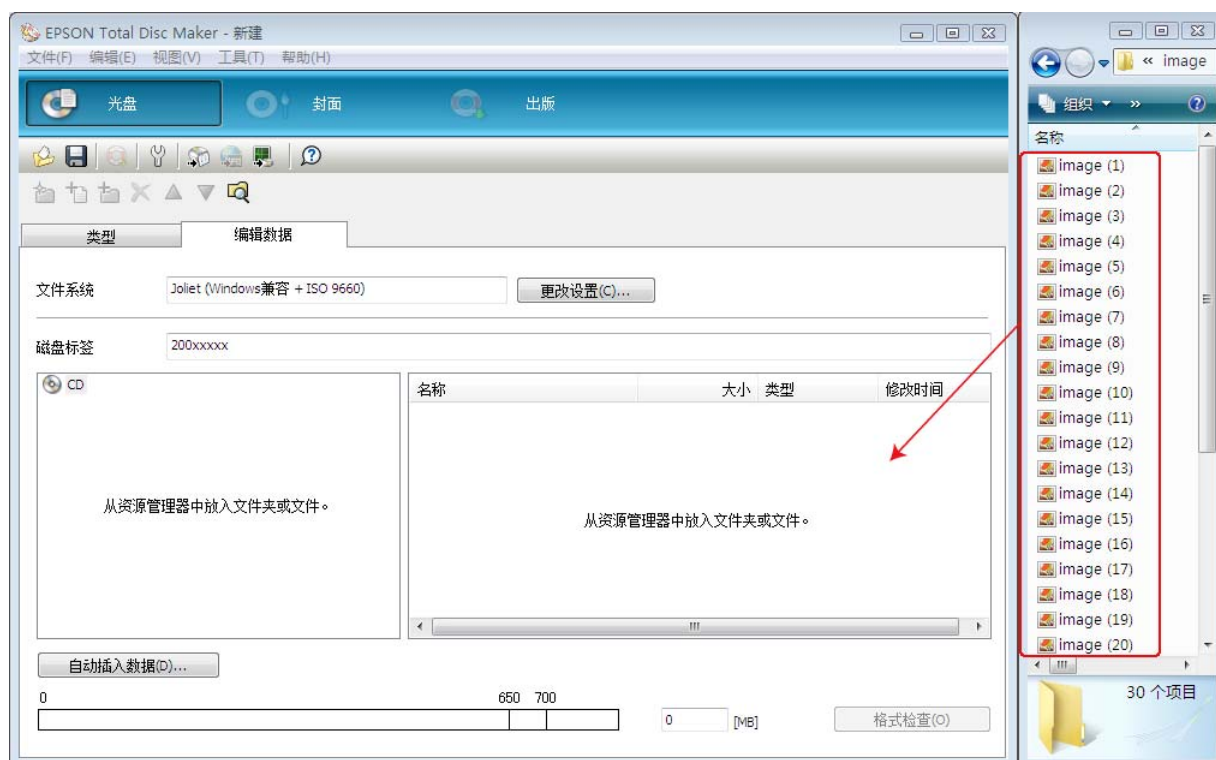 EPSON Total Disc Maker - 新建
文件(F) 编辑(E) 视图(V) 工具(T) 帮助(H)
光盘 封面 出版
类型 编辑数据
文件系统 Joliet (Windows兼容 + ISO 9660) 更改设置(C)...
磁盘标签 200xxxxx
CD
名称 大小 类型 修改时间
从资源管理器中放入文件夹或文件。
从资源管理器中放入文件夹或文件。
自动插入数据(D)...
0 650 700
0 [MB] 格式检查(O)
« image
组织 »
名称
image (1)
image (2)
image (3)
image (4)
image (5)
image (6)
image (7)
image (8)
image (9)
image (10)
image (11)
image (12)
image (13)
image (14)
image (15)
image (16)
image (17)
image (18)
image (19)
image (20)
30 个项目